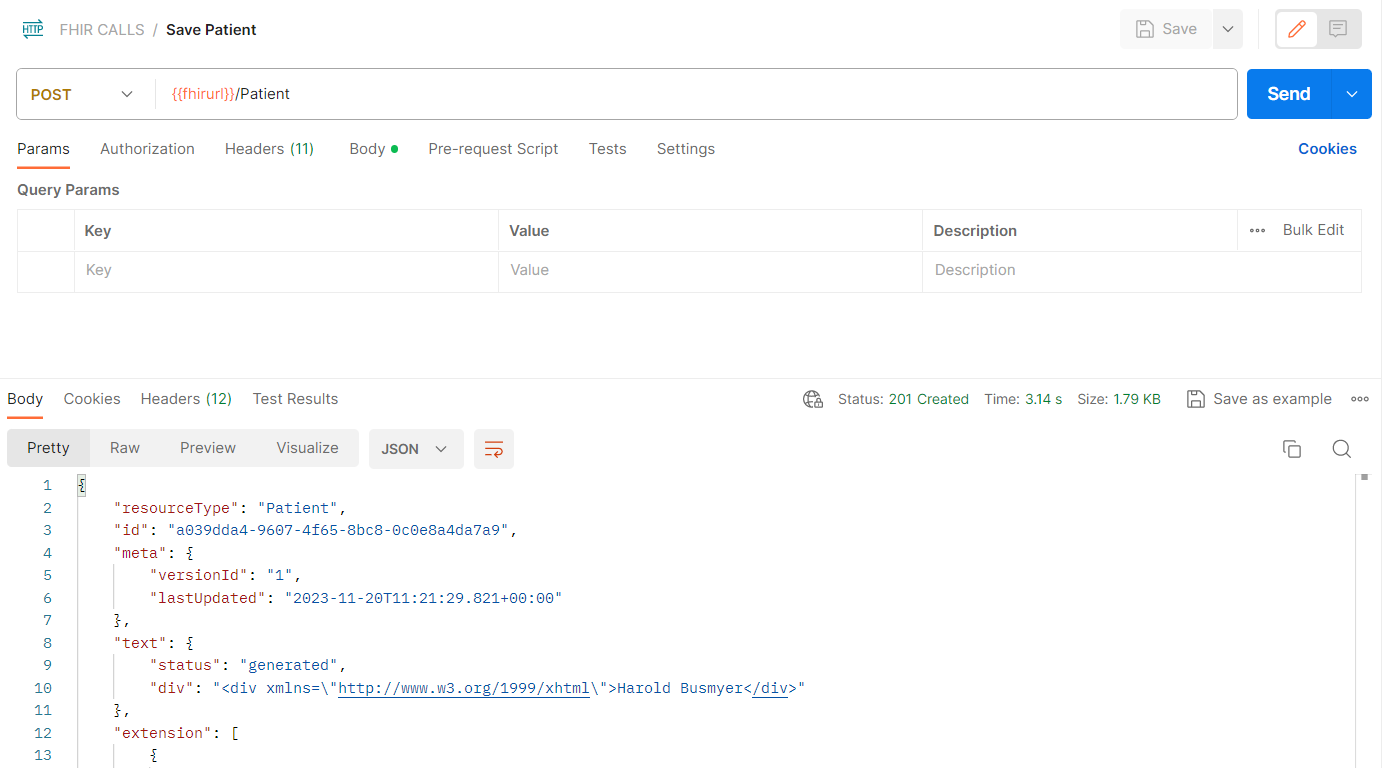 HTTP FHIR CALLS / Save Patient Save
POST {{fhirurl}}/Patient Send
Params Authorization Headers (11) Body Pre-request Script Tests Settings Cookies
Query Params
Key Value Description Bulk Edit
Key Value Description
Body Cookies Headers (12) Test Results Status: 201 Created Time: 3.14 s Size: 1.79 KB Save as example
Pretty Raw Preview Visualize JSON
1 {
2 "resourceType": "Patient",
3 "id": "a039dda4-9607-4f65-8bc8-0c0e8a4da7a9",
4 "meta": {
5 "versionId": "1",
6 "lastUpdated": "2023-11-20T11:21:29.821+00:00"
7 },
8 "text": {
9 "status": "generated",
10 "div": "<div xmlns=\"http://www.w3.org/1999/xhtml\">Harold Busmyer</div>"
11 },
12 "extension": [
13 {